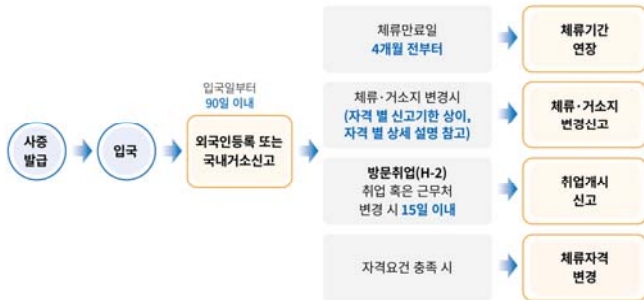 사증
발급
입국
입국일부터
90일 이내
외국인등록 또는
국내거소신고
체류만료일
4개월 전부터
체류기간
연장
체류·거소지 변경시
(자격 별 신고기한 상이,
자격 별 상세 설명 참고)
체류·거소지
변경신고
방문취업(H-2)
취업 혹은 근무처
변경 시 15일 이내
취업개시
신고
자격요건 충족 시
체류자격
변경